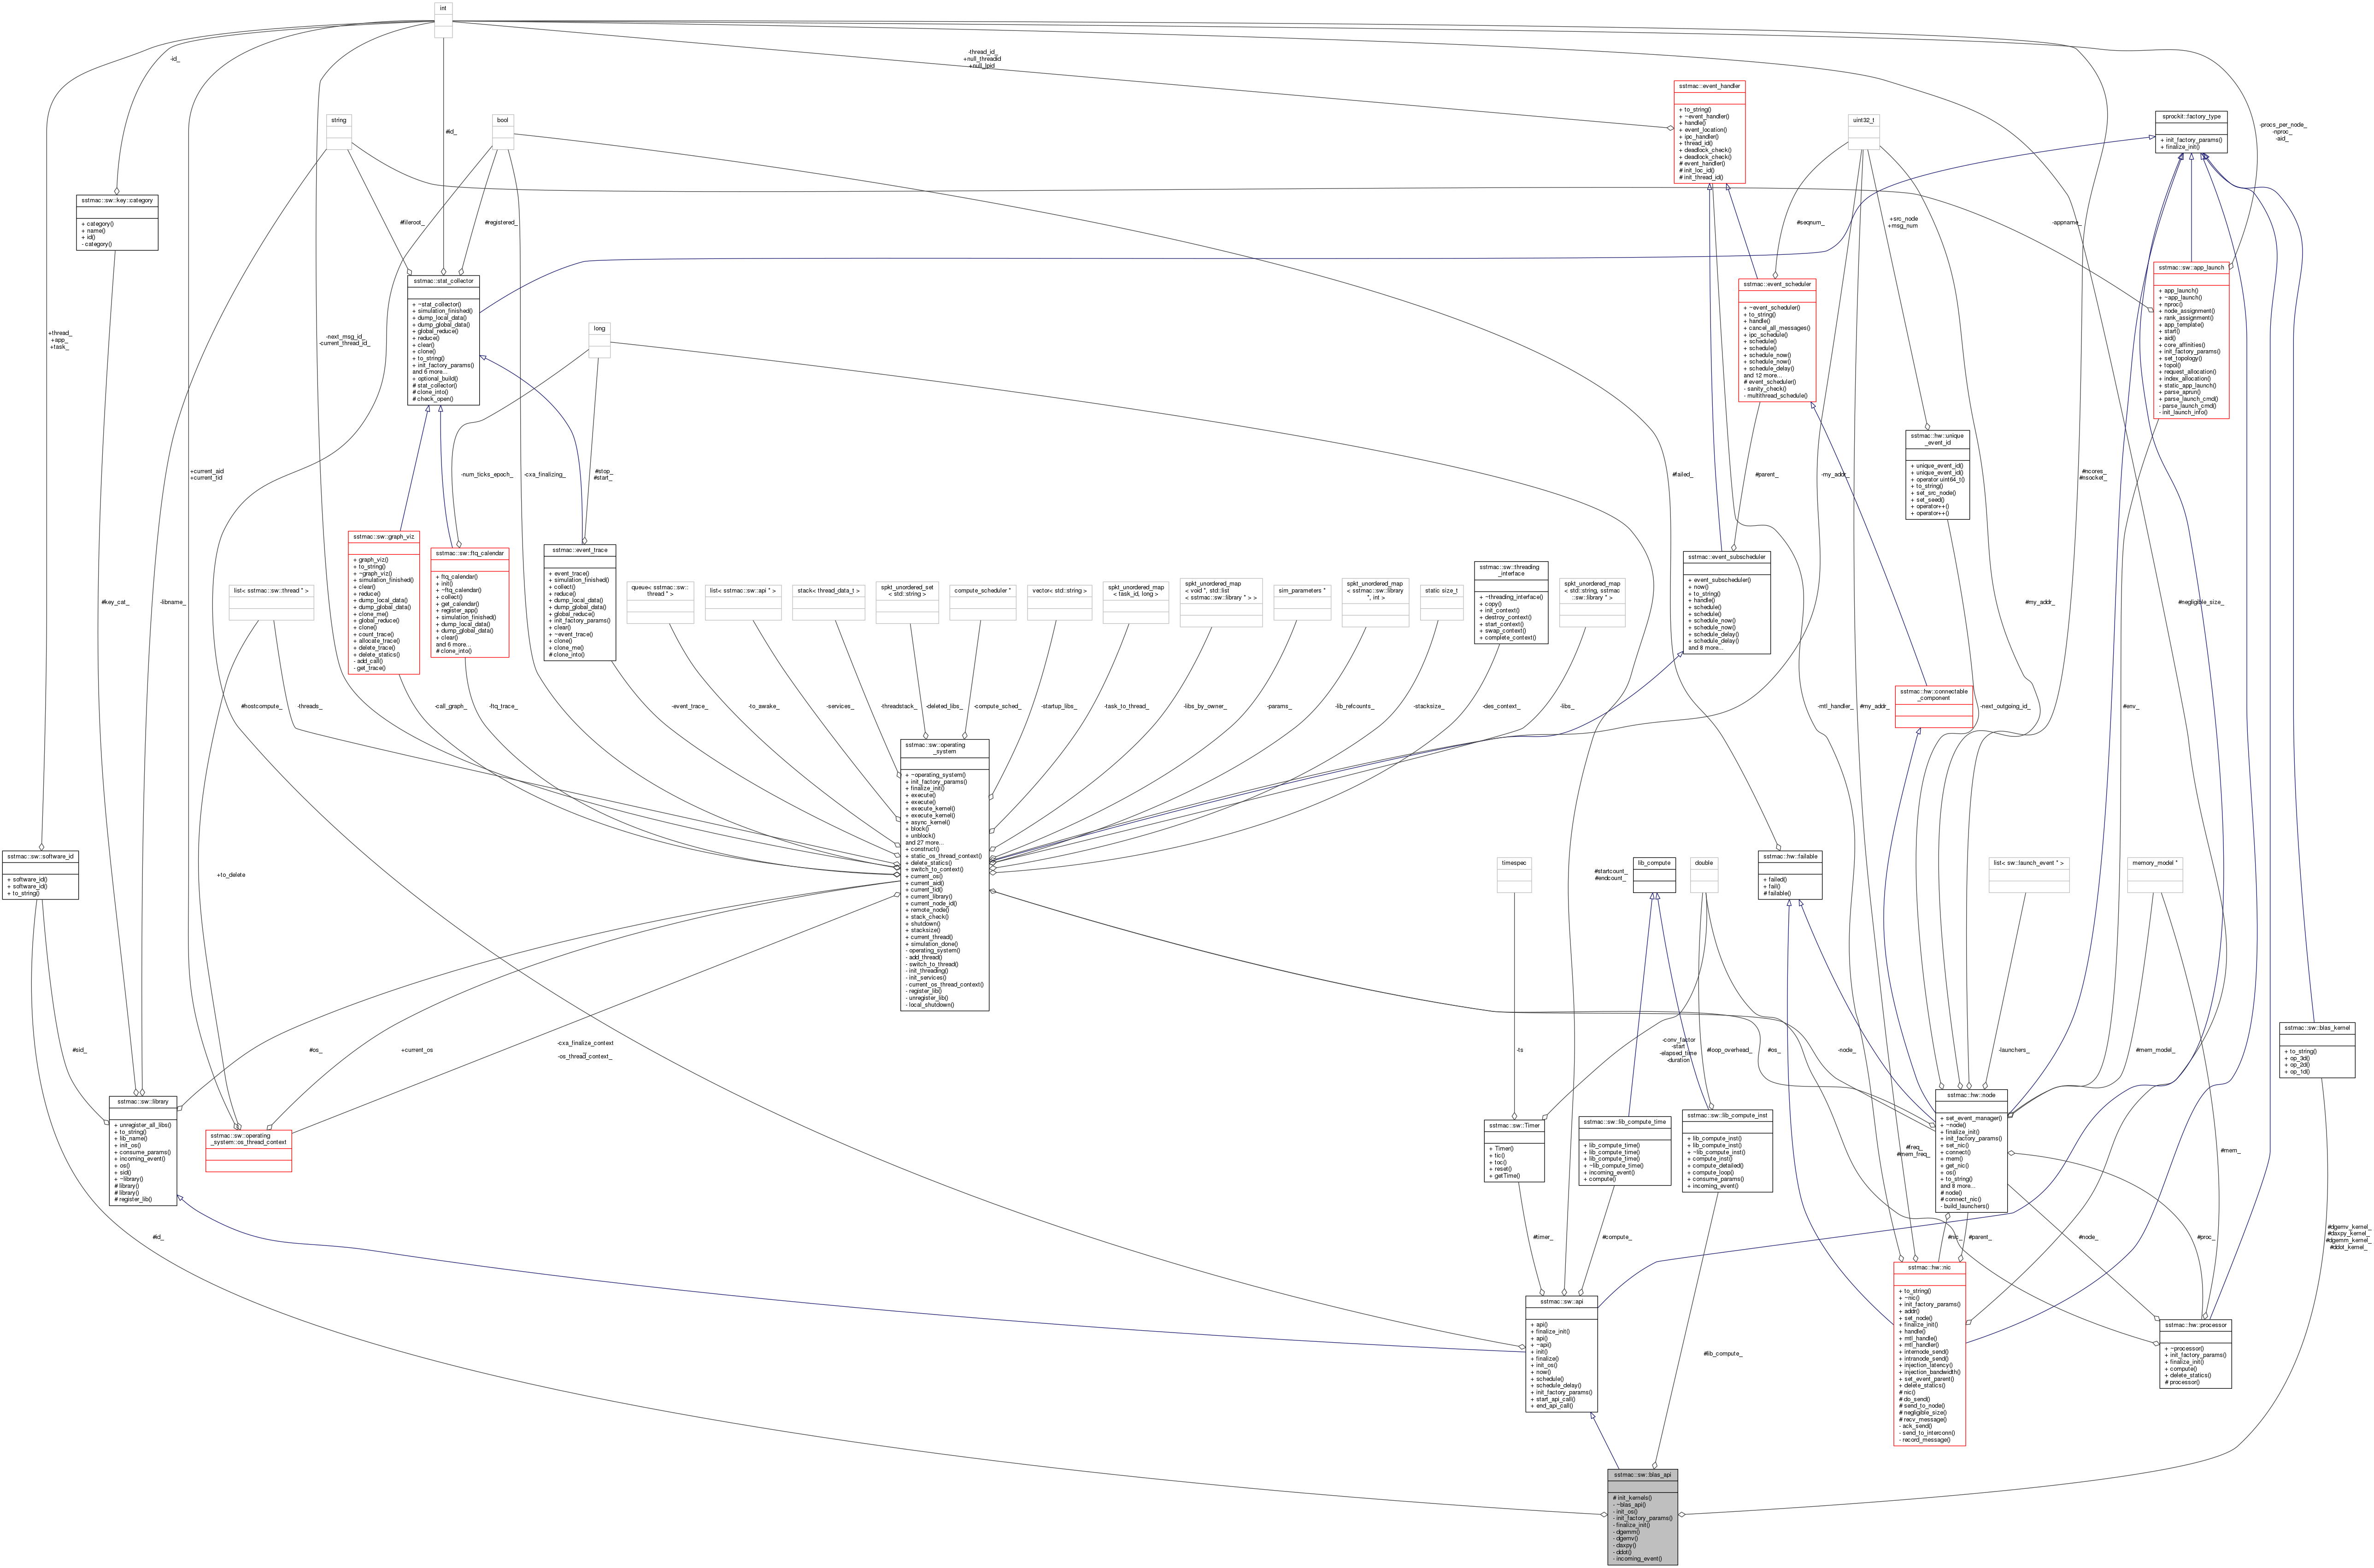 int
-thread_id_
+null_threadid
+null_lpid
-id_
sstmac::event_handler
+ to_string()
+ ~event_handler()
+ handle()
+ event_location()
+ ipc_handler()
+ thread_id()
+ deadlock_check()
+ deadlock_check()
# event_handler()
# init_loc_id()
# init_thread_id()
string
bool
uint32_t
sprockit::factory_type
+ init_factory_params()
+ finalize_init()
-procs_per_node_
-nproc_
-aid_
#id_
sstmac::sw::key::category
+ category()
+ name()
+ id()
- category()
#fileroot_
#registered_
#seqnum_
+src_node
+msg_num
-appname_
sstmac::stat_collector
+ ~stat_collector()
+ simulation_finished()
+ dump_local_data()
+ dump_global_data()
+ global_reduce()
+ reduce()
+ clear()
+ clone()
+ to_string()
+ init_factory_params()
and 6 more...
+ optional_build()
# stat_collector()
# clone_into()
# check_open()
sstmac::event_scheduler
+ ~event_scheduler()
+ to_string()
+ handle()
+ cancel_all_messages()
+ ipc_schedule()
+ schedule()
+ schedule()
+ schedule_now()
+ schedule_now()
+ schedule_delay()
and 12 more...
# event_scheduler()
- sanity_check()
- multithread_schedule()
sstmac::sw::app_launch
+ app_launch()
+ ~app_launch()
+ nproc()
+ node_assignment()
+ rank_assignment()
+ app_template()
+ start()
+ aid()
+ core_affinities()
+ init_factory_params()
+ set_topology()
+ topol()
+ request_allocation()
+ index_allocation()
+ static_app_launch()
+ parse_aprun()
+ parse_launch_cmd()
- parse_launch_cmd()
- init_launch_info()
+thread_
+app_
+task_
-next_msg_id_
-current_thread_id_
long
sstmac::hw::unique
_event_id
+ unique_event_id()
+ unique_event_id()
+ operator uint64_t()
+ to_string()
+ set_src_node()
+ set_seed()
+ operator++()
+ operator++()
+current_aid
+current_tid
-num_ticks_epoch_
-cxa_finalizing_
#stop_
#start_
#failed_
#parent_
-my_addr_
#ncores_
#nsocket_
sstmac::sw::graph_viz
+ graph_viz()
+ to_string()
+ ~graph_viz()
+ simulation_finished()
+ clear()
+ reduce()
+ dump_local_data()
+ dump_global_data()
+ clone_me()
+ global_reduce()
+ clone()
+ count_trace()
+ allocate_trace()
+ delete_trace()
+ delete_statics()
- add_call()
- get_trace()
sstmac::sw::ftq_calendar
+ ftq_calendar()
+ init()
+ ~ftq_calendar()
+ collect()
+ get_calendar()
+ register_app()
+ simulation_finished()
+ dump_local_data()
+ dump_global_data()
+ clear()
and 6 more...
# clone_into()
sstmac::event_trace
+ event_trace()
+ simulation_finished()
+ collect()
+ reduce()
+ dump_local_data()
+ dump_global_data()
+ global_reduce()
+ init_factory_params()
+ clear()
+ ~event_trace()
+ clone()
+ clone_me()
# clone_into()
sstmac::event_subscheduler
+ event_subscheduler()
+ now()
+ to_string()
+ handle()
+ schedule()
+ schedule()
+ schedule_now()
+ schedule_now()
+ schedule_delay()
+ schedule_delay()
and 8 more...
sstmac::sw::threading
_interface
+ ~threading_interface()
+ copy()
+ init_context()
+ destroy_context()
+ start_context()
+ swap_context()
+ complete_context()
list< sstmac::sw::thread * >
queue< sstmac::sw::
thread * >
list< sstmac::sw::api * >
stack< thread_data_t >
spkt_unordered_set
< std::string >
compute_scheduler *
vector< std::string >
spkt_unordered_map
< task_id, long >
spkt_unordered_map
< void *, std::list
< sstmac::sw::library * > >
sim_parameters *
spkt_unordered_map
< sstmac::sw::library
*, int >
static size_t
spkt_unordered_map
< std::string, sstmac
::sw::library * >
#key_cat_
-libname_
#my_addr_
#negligible_size_
sstmac::hw::connectable
_component
#hostcompute_
-threads_
-call_graph_
-ftq_trace_
-event_trace_
-to_awake_
-services_
-threadstack_
-deleted_libs_
-compute_sched_
-startup_libs_
-task_to_thread_
-libs_by_owner_
-params_
-lib_refcounts_
-stacksize_
-des_context_
-libs_
-mtl_handler_
#my_addr_
-next_outgoing_id_
#env_
sstmac::sw::operating
_system
+ ~operating_system()
+ init_factory_params()
+ finalize_init()
+ execute()
+ execute()
+ execute_kernel()
+ execute_kernel()
+ async_kernel()
+ block()
+ unblock()
and 27 more...
+ construct()
+ static_os_thread_context()
+ delete_statics()
+ switch_to_context()
+ current_os()
+ current_aid()
+ current_tid()
+ current_library()
+ current_node_id()
+ remote_node()
+ stack_check()
+ shutdown()
+ stacksize()
+ current_thread()
+ simulation_done()
- operating_system()
- add_thread()
- switch_to_thread()
- init_threading()
- init_services()
- current_os_thread_context()
- register_lib()
- unregister_lib()
- local_shutdown()
sstmac::sw::software_id
+ software_id()
+ software_id()
+ to_string()
+to_delete
timespec
#startcount_
#endcount_
lib_compute
double
sstmac::hw::failable
+ failed()
+ fail()
# failable()
list< sw::launch_event * >
memory_model *
sstmac::sw::blas_kernel
+ to_string()
+ op_3d()
+ op_2d()
+ op_1d()
#sid_
#os_
+current_os
-cxa_finalize_context
_
-os_thread_context_
-ts
-conv_factor
-start
-elapsed_time
-duration
#loop_overhead_
#os_
-node_
-launchers_
#mem_model_
sstmac::sw::library
+ unregister_all_libs()
+ to_string()
+ lib_name()
+ init_os()
+ consume_params()
+ incoming_event()
+ os()
+ sid()
+ ~library()
# library()
# library()
# register_lib()
sstmac::sw::operating
_system::os_thread_context
sstmac::sw::Timer
+ Timer()
+ tic()
+ toc()
+ reset()
+ getTime()
sstmac::sw::lib_compute_time
+ lib_compute_time()
+ lib_compute_time()
+ lib_compute_time()
+ ~lib_compute_time()
+ incoming_event()
+ compute()
sstmac::sw::lib_compute_inst
+ lib_compute_inst()
+ lib_compute_inst()
+ ~lib_compute_inst()
+ compute_inst()
+ compute_detailed()
+ compute_loop()
+ consume_params()
+ incoming_event()
#freq_
#mem_freq_
sstmac::hw::node
+ set_event_manager()
+ ~node()
+ finalize_init()
+ init_factory_params()
+ set_nic()
+ connect()
+ mem()
+ get_nic()
+ os()
+ to_string()
and 8 more...
# node()
# connect_nic()
- build_launchers()
#mem_
#id_
#timer_
#compute_
#nic_
#parent_
#node_
#proc_
#dgemv_kernel_
#daxpy_kernel_
#dgemm_kernel_
#ddot_kernel_
sstmac::sw::api
+ api()
+ finalize_init()
+ api()
+ ~api()
+ init()
+ finalize()
+ init_os()
+ now()
+ schedule()
+ schedule_delay()
+ init_factory_params()
+ start_api_call()
+ end_api_call()
#lib_compute_
sstmac::hw::nic
+ to_string()
+ ~nic()
+ init_factory_params()
+ addr()
+ set_node()
+ finalize_init()
+ handle()
+ mtl_handle()
+ mtl_handler()
+ internode_send()
+ intranode_send()
+ injection_latency()
+ injection_bandwidth()
+ set_event_parent()
+ delete_statics()
# nic()
# do_send()
# send_to_node()
# negligible_size()
# recv_message()
- ack_send()
- send_to_interconn()
- record_message()
sstmac::hw::processor
+ ~processor()
+ init_factory_params()
+ finalize_init()
+ compute()
+ delete_statics()
# processor()
sstmac::sw::blas_api
# init_kernels()
- ~blas_api()
- init_os()
- init_factory_params()
- finalize_init()
- dgemm()
- dgemv()
- daxpy()
- ddot()
- incoming_event()